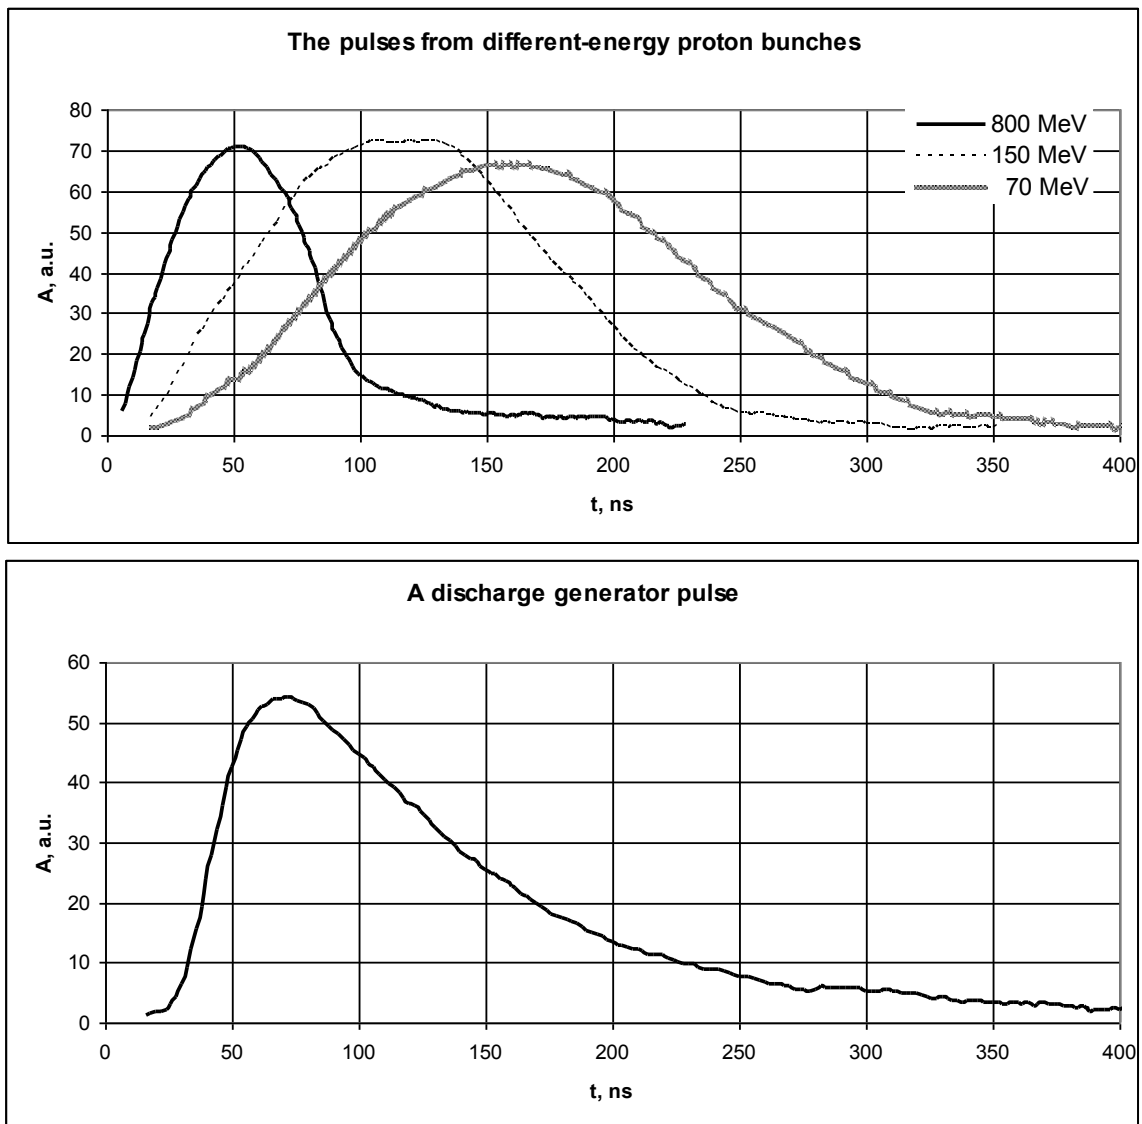 The pulses from different-energy proton bunches
80
70
60
50
40
30
20
10
0
A, a.u.
800 MeV
150 MeV
70 MeV
0 50 100 150 200 250 300 350 400
t, ns
A discharge generator pulse
60
50
40
30
20
10
0
A, a.u.
0 50 100 150 200 250 300 350 400
t, ns